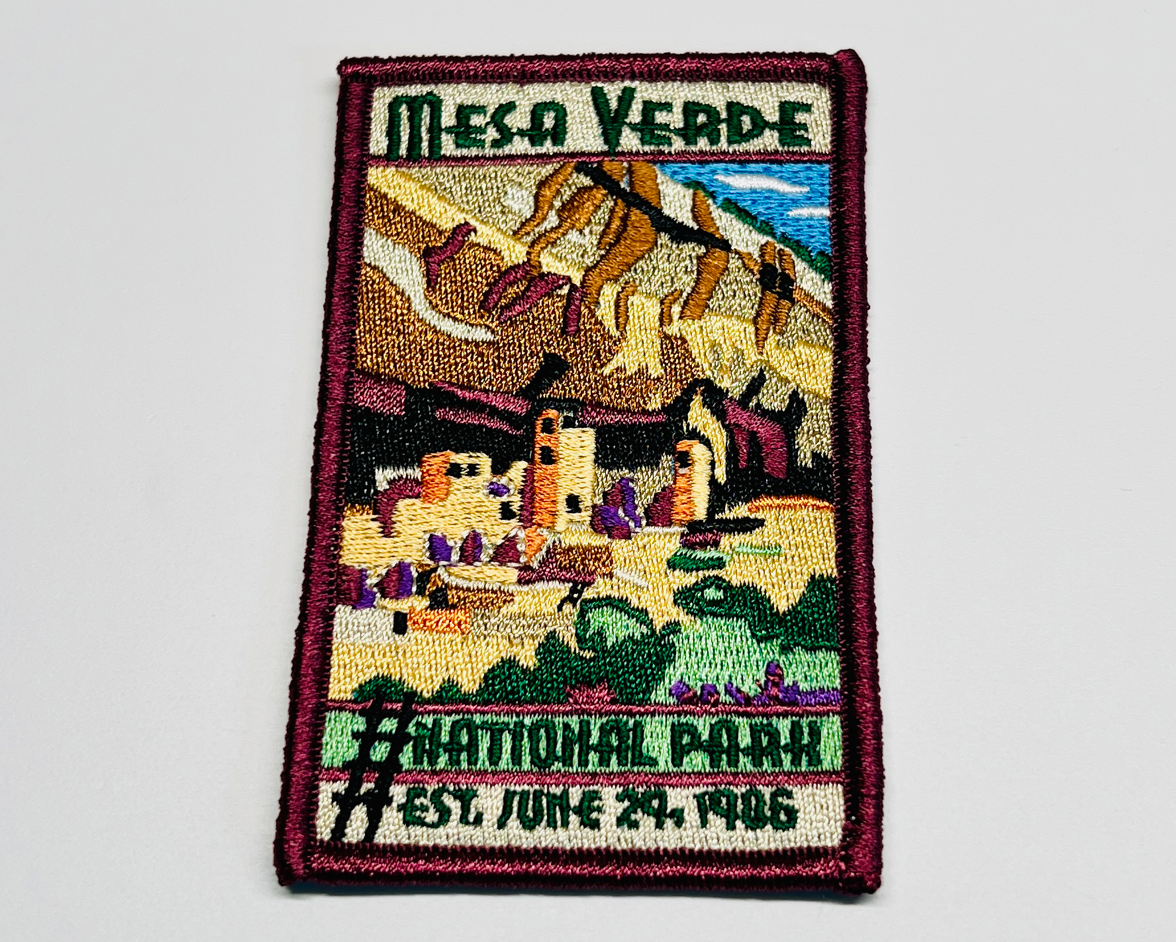 MESA VERDE
NATIONAL PARK
EST. JUNE 29, 1906